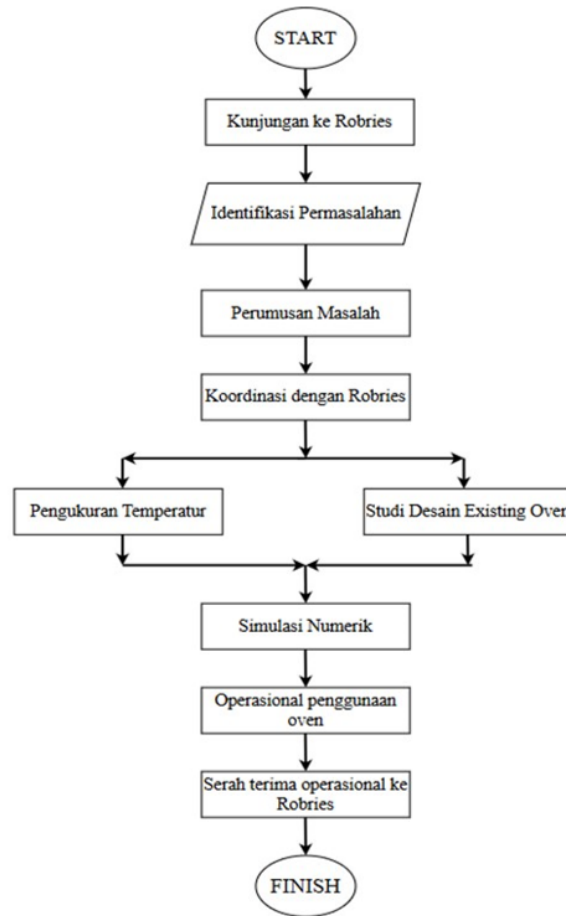 START
Kunjungan ke Robries
Identifikasi Permasalahan
Perumusan Masalah
Koordinasi dengan Robries
Pengukuran Temperatur
Studi Desain Existing Oven
Simulasi Numerik
Operasional penggunaan
oven
Serah terima operasional ke
Robries
FINISH